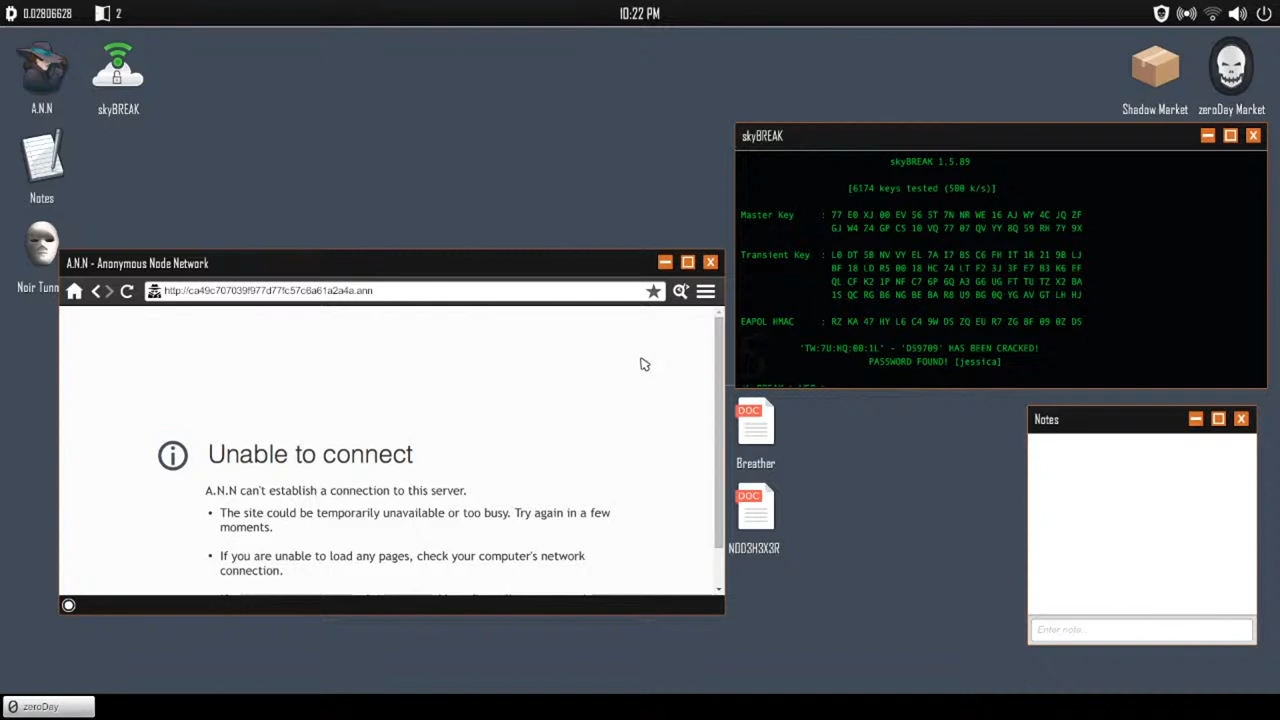 0.02806628
2
10:22 PM
A.N.N
skyBREAK
Notes
Shadow Market
zeroDay Market
skyBREAK
skyBREAK 1.5.89
[6174 keys tested (500 k/s)]
Master Key : 77 E0 XJ 00 EV 56 5T 7N NR WE 16 AJ WY 4C JQ ZF
GJ W4 Z4 GP CS 10 VQ 77 07 QV YY 8Q 59 RH 7Y 9X
Transient Key : L0 DT 5B NV VY EL 7A I7 BS C6 FH IT 1R 21 9B LJ
BF 18 LD R5 00 18 HC 74 LT F2 3J 3F E7 B3 K6 EF
QL CF K2 1P NF C7 6P 6Q A3 G6 UG FT TU TZ X2 BA
1S QC RG B6 NG BE BA R8 U9 BG 0Q YG AV GT LH HJ
EAPOL HMAC : RZ KA 47 HY L6 C4 9W DS ZQ EU R7 ZG 8F 09 0Z D5
'TW:7U:HQ:00:1L' - 'D59709' HAS BEEN CRACKED!
PASSWORD FOUND! [jessica]
A.N.N - Anonymous Node Network
http://ca49c707039f977d77fc57c6a61a2a4a.ann
Unable to connect
A.N.N can't establish a connection to this server.
• The site could be temporarily unavailable or too busy. Try again in a few
moments.
• If you are unable to load any pages, check your computer's network
connection.
DOC
Breather
DOC
N0D3H3X3R
Notes
Enter note...
Noir Tunn
zeroDay